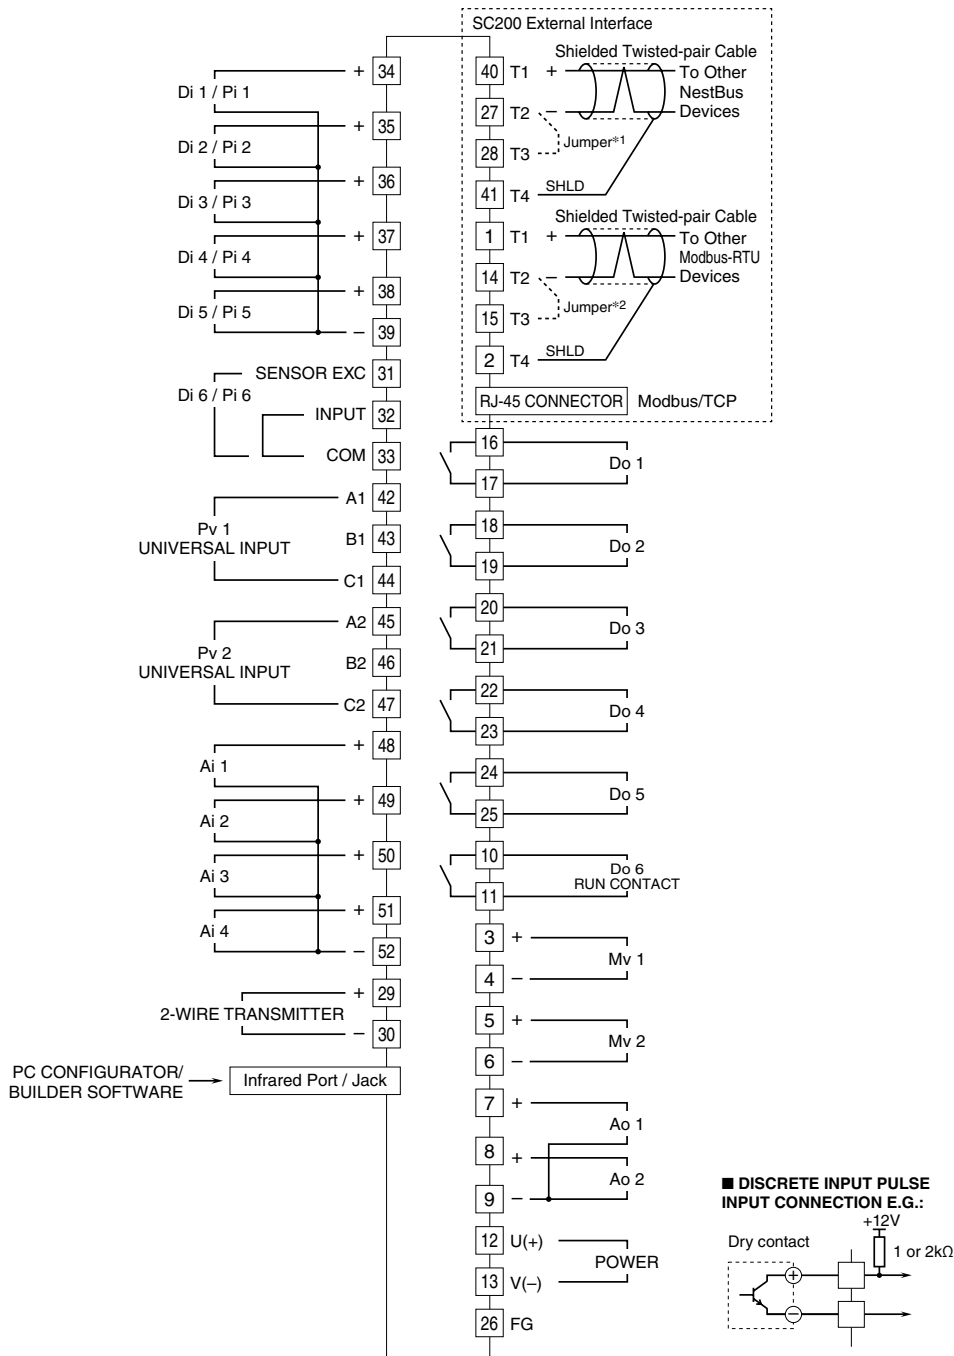 SC200 External Interface
Shielded Twisted-pair Cable
+ 34
Di 1 / Pi 1
+ 35
Di 2 / Pi 2
+ 36
Di 3 / Pi 3
+ 37
Di 4 / Pi 4
+ 38
Di 5 / Pi 5
– 39
SENSOR EXC 31
Di 6 / Pi 6
INPUT 32
COM 33
A1 42
Pv 1
UNIVERSAL INPUT
B1 43
C1 44
A2 45
Pv 2
UNIVERSAL INPUT
B2 46
C2 47
+ 48
Ai 1
+ 49
Ai 2
+ 50
Ai 3
+ 51
Ai 4
– 52
+ 29
2-WIRE TRANSMITTER
– 30
PC CONFIGURATOR/
BUILDER SOFTWARE
Infrared Port / Jack
40 T1 +
To Other
NestBus
Devices
27 T2 –
Jumper*1
28 T3
41 T4 SHLD
Shielded Twisted-pair Cable
1 T1 +
To Other
Modbus-RTU
Devices
14 T2 –
Jumper*2
15 T3
2 T4 SHLD
RJ-45 CONNECTOR Modbus/TCP
16
Do 1
17
18
Do 2
19
20
Do 3
21
22
Do 4
23
24
Do 5
25
10
Do 6
RUN CONTACT
11
3 +
Mv 1
4 –
5 +
Mv 2
6 –
7 +
Ao 1
8 +
Ao 2
9 –
12 U(+)
POWER
13 V(–)
26 FG
■ DISCRETE INPUT PULSE
INPUT CONNECTION E.G.:
+12V
Dry contact
1 or 2kΩ
+
–